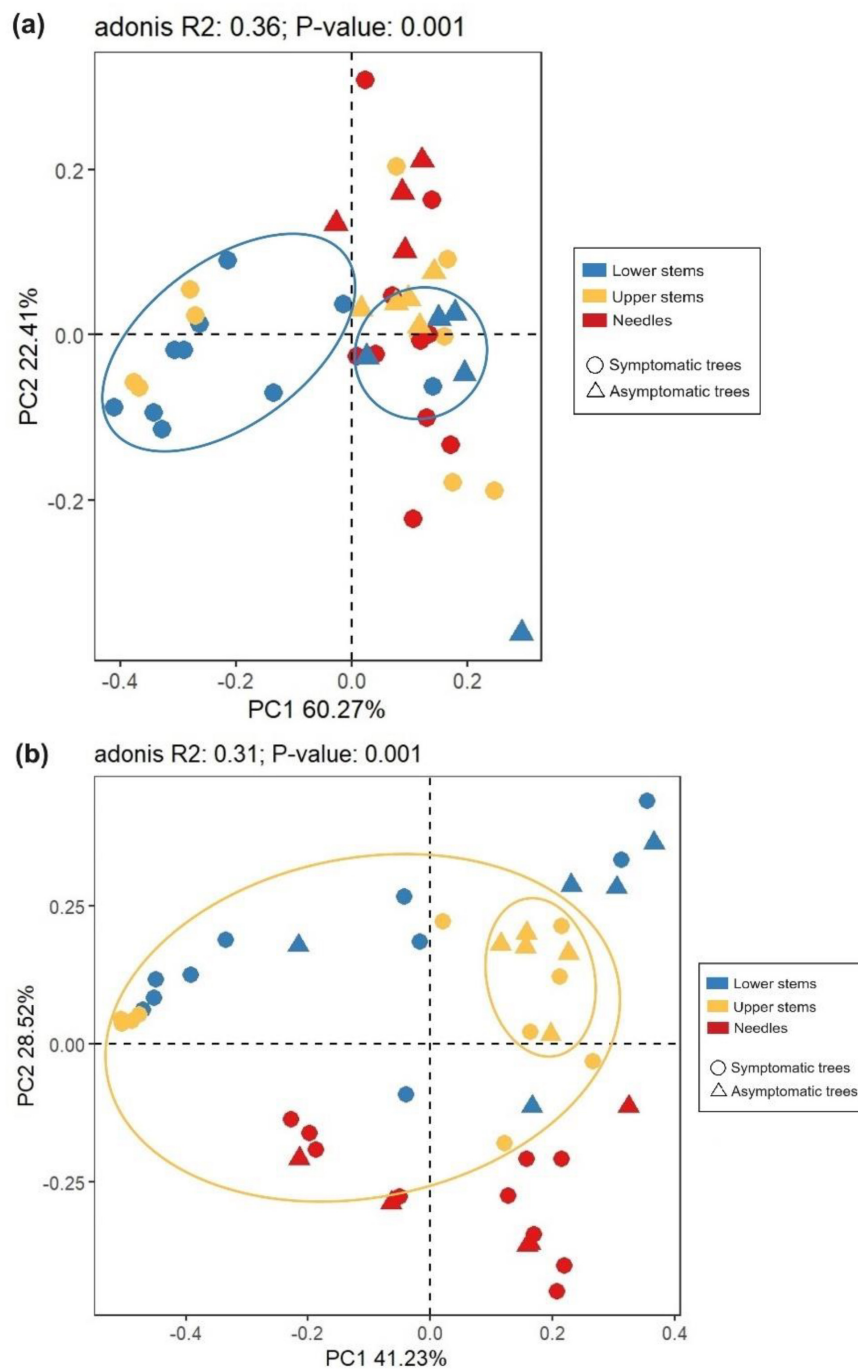 (a)
adonis R2: 0.36; P-value: 0.001
0.2
0.0
-0.2
PC2 22.41%
-0.4 -0.2 0.0 0.2
PC1 60.27%
Lower stems
Upper stems
Needles
Symptomatic trees
Asymptomatic trees
(b)
adonis R2: 0.31; P-value: 0.001
0.25
0.00
-0.25
PC2 28.52%
-0.4 -0.2 0.0 0.2 0.4
PC1 41.23%
Lower stems
Upper stems
Needles
Symptomatic trees
Asymptomatic trees